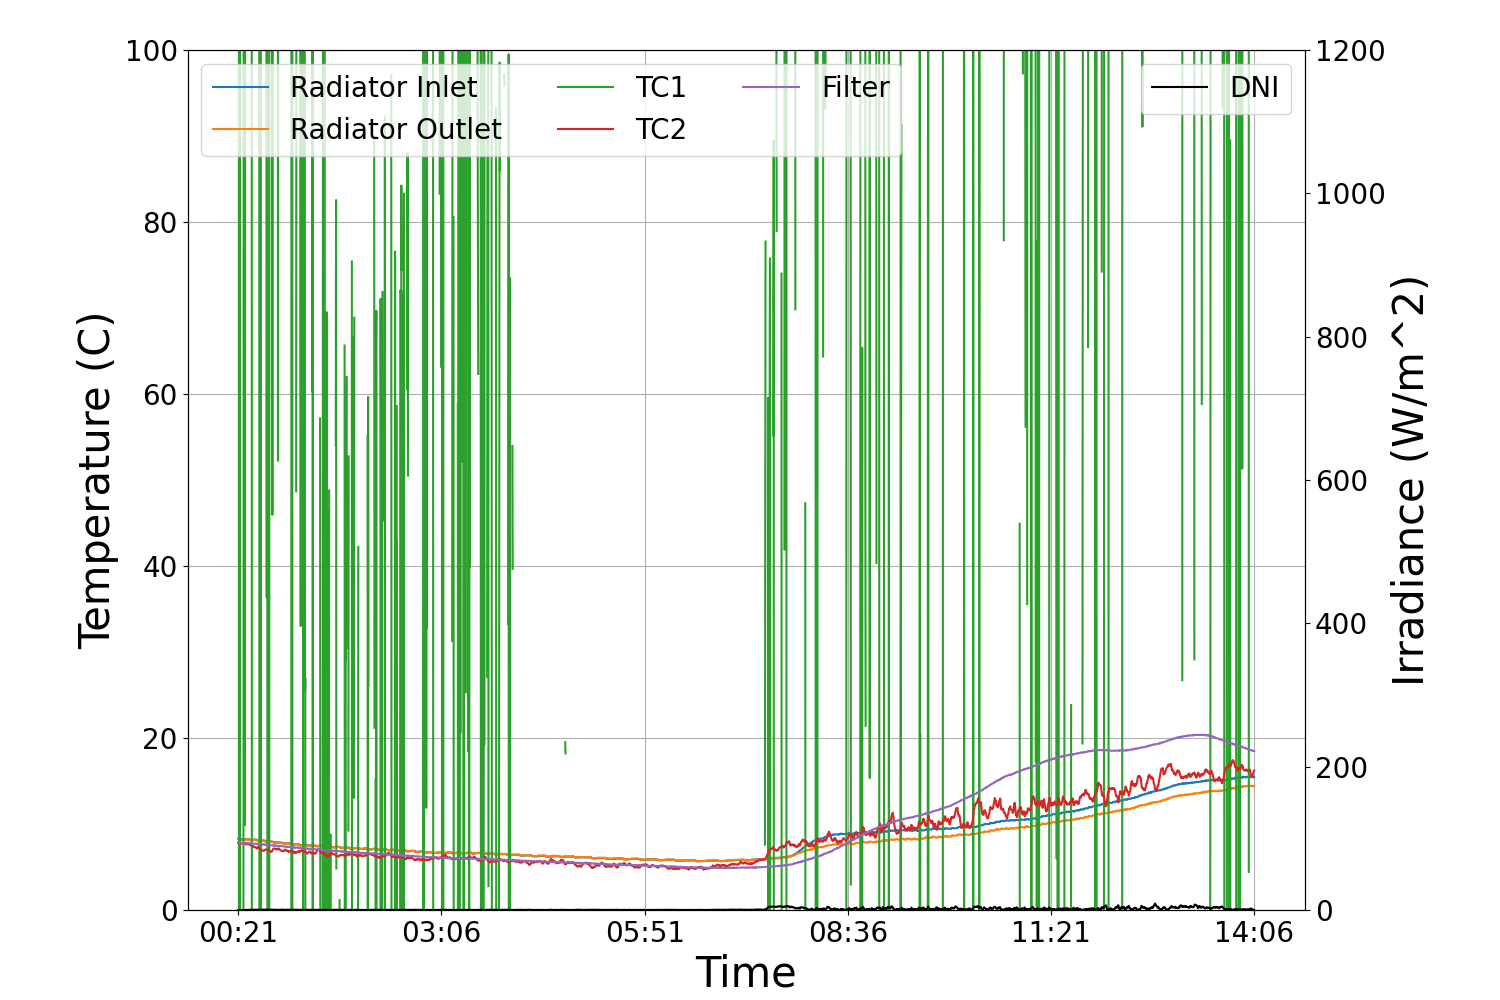 100
80
60
40
20
0
Temperature (C)
Radiator Inlet
Radiator Outlet
TC1
TC2
Filter
DNI
1200
1000
800
600
400
200
0
Irradiance (W/m^2)
00:21
03:06
05:51
08:36
11:21
14:06
Time